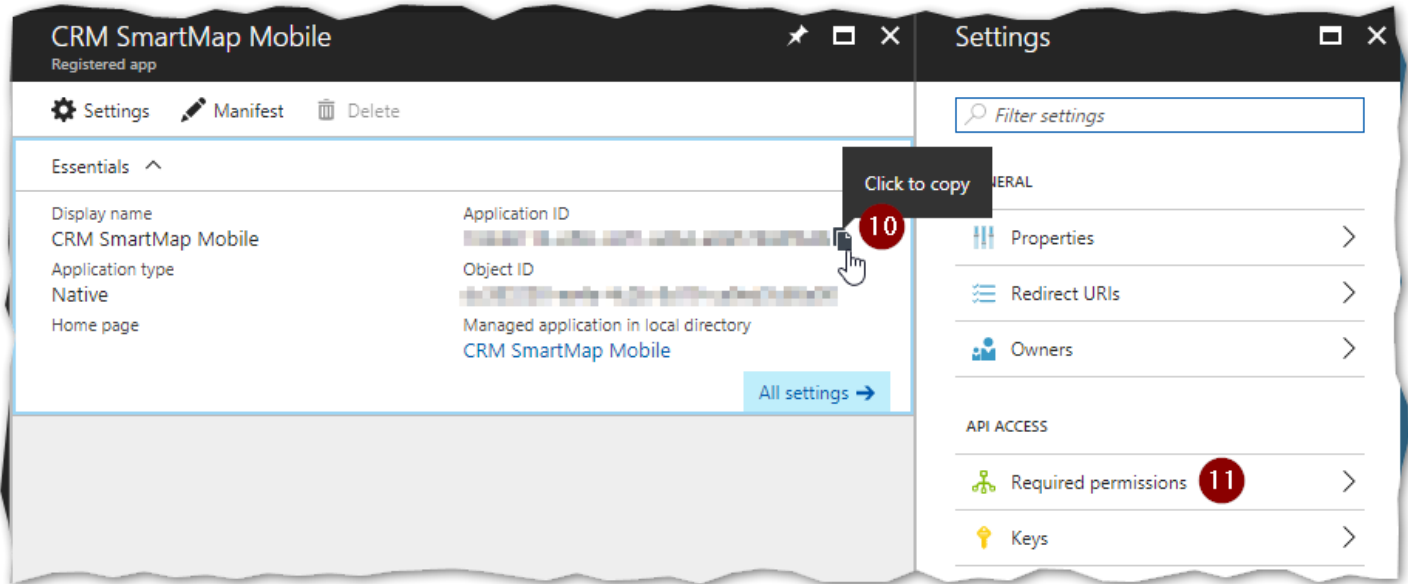 CRM SmartMap Mobile
Registered app
Settings
Manifest
Delete
Essentials
Display name
CRM SmartMap Mobile
Application type
Native
Home page
Application ID
Object ID
Managed application in local directory
CRM SmartMap Mobile
All settings
Click to copy
10
Settings
Filter settings
NERAL
Properties
Redirect URIs
Owners
API ACCESS
Required permissions 11
Keys